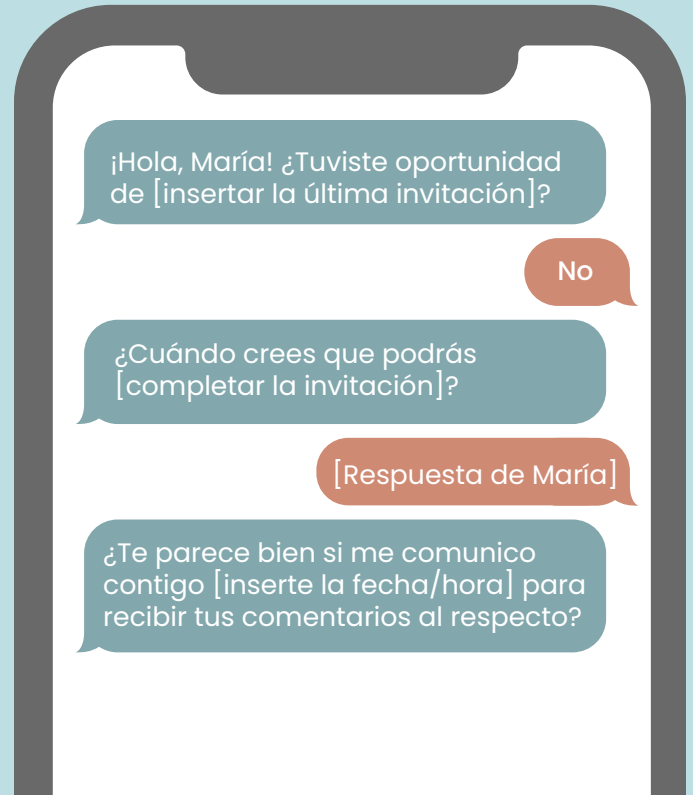 ¡Hola, María! ¿Tuviste oportunidad
de [insertar la última invitación]?
No
¿Cuándo crees que podrás
[completar la invitación]?
[Respuesta de María]
¿Te parece bien si me comunico
contigo [inserte la fecha/hora] para
recibir tus comentarios al respecto?